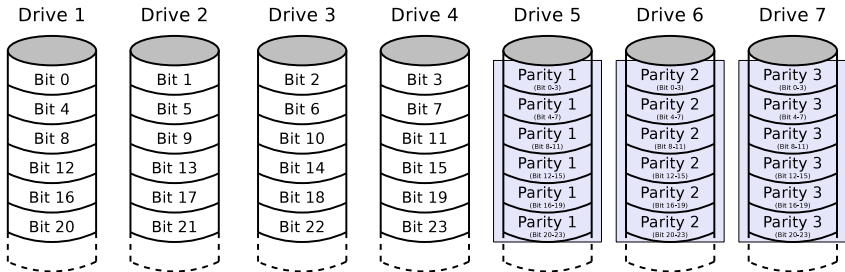 Drive 1 Drive 2 Drive 3 Drive 4 Drive 5 Drive 6 Drive 7
Bit 0 Bit 1 Bit 2 Bit 3 Parity 1 Parity 2 Parity 3
(Bit 0-3) (Bit 0-3) (Bit 0-3)
Bit 4 Bit 5 Bit 6 Bit 7 Parity 1 Parity 2 Parity 3
(Bit 4-7) (Bit 4-7) (Bit 4-7)
Bit 8 Bit 9 Bit 10 Bit 11 Parity 1 Parity 2 Parity 3
(Bit 8-11) (Bit 8-11) (Bit 8-11)
Bit 12 Bit 13 Bit 14 Bit 15 Parity 1 Parity 2 Parity 3
(Bit 12-15) (Bit 12-15) (Bit 12-15)
Bit 16 Bit 17 Bit 18 Bit 19 Parity 1 Parity 2 Parity 3
(Bit 16-19) (Bit 16-19) (Bit 16-19)
Bit 20 Bit 21 Bit 22 Bit 23 Parity 1 Parity 2 Parity 3
(Bit 20-23) (Bit 20-23) (Bit 20-23)